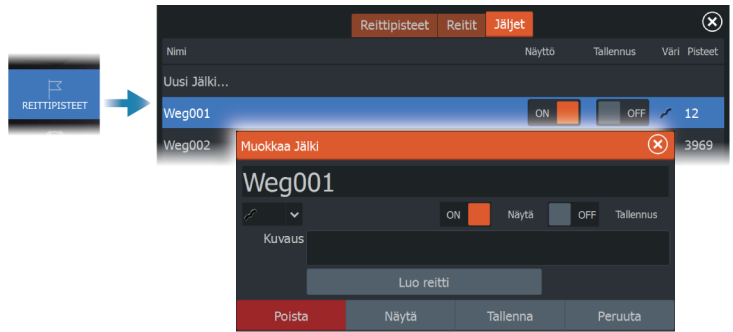 REITTIPISTEET
Reittipisteet Reitit Jäljet
Nimi Näyttö Tallennus Väri Pisteet
Uusi Jälki...
Weg001 ON OFF 12
Weg002 3969
Muokkaa Jälki
Weg001
ON Näytä OFF Tallennus
Kuvaus
Luo reitti
Poista Näytä Tallenna Peruuta